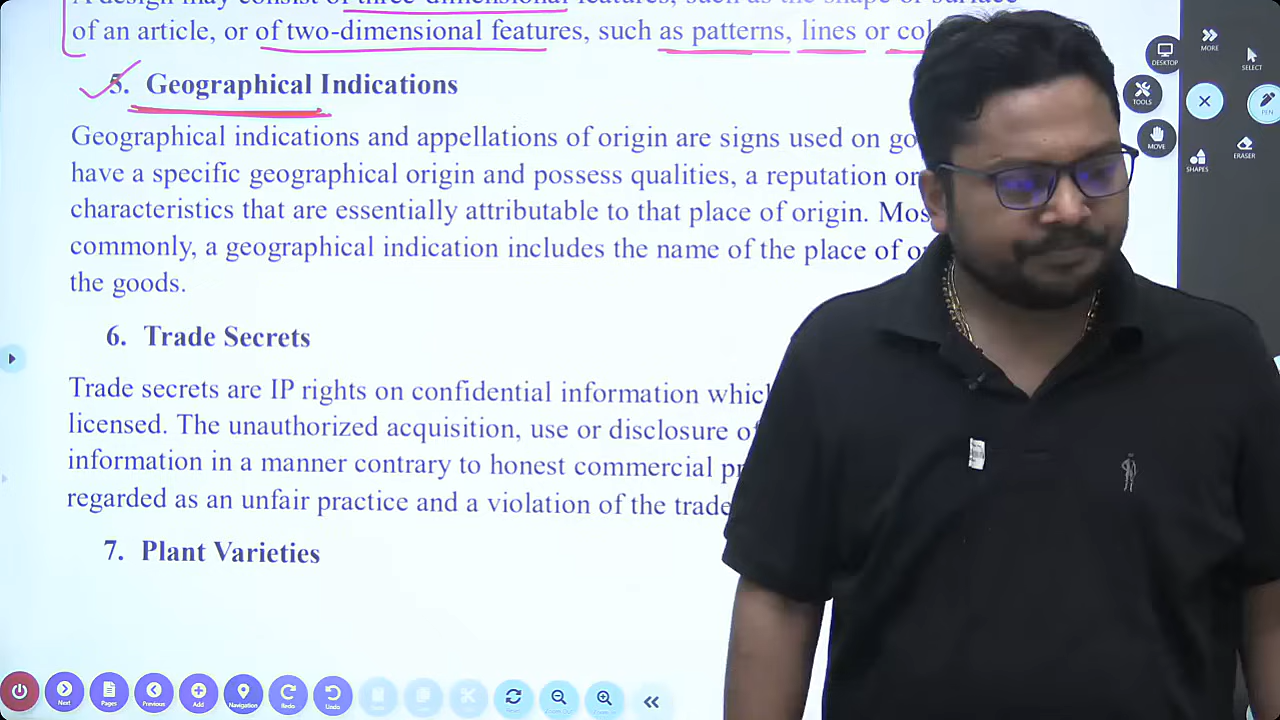 of an article, or of two-dimensional features, such as patterns, lines or
5. Geographical Indications
Geographical indications and appellations of origin are signs used on
have a specific geographical origin and possess qualities, a reputation or
characteristics that are essentially attributable to that place of origin.
commonly, a geographical indication includes the name of the place of
the goods.
6. Trade Secrets
Trade secrets are IP rights on confidential information
licensed. The unauthorized acquisition, use or disclosure
information in a manner contrary to honest commercial
regarded as an unfair practice and a violation of the trade
7. Plant Varieties
DESKTOP
MORE
SELECT
TOOLS
PEN
MOVE
SHAPES
ERASER
Next
Pages
Previous
Add
Navigation
Redo
Undo